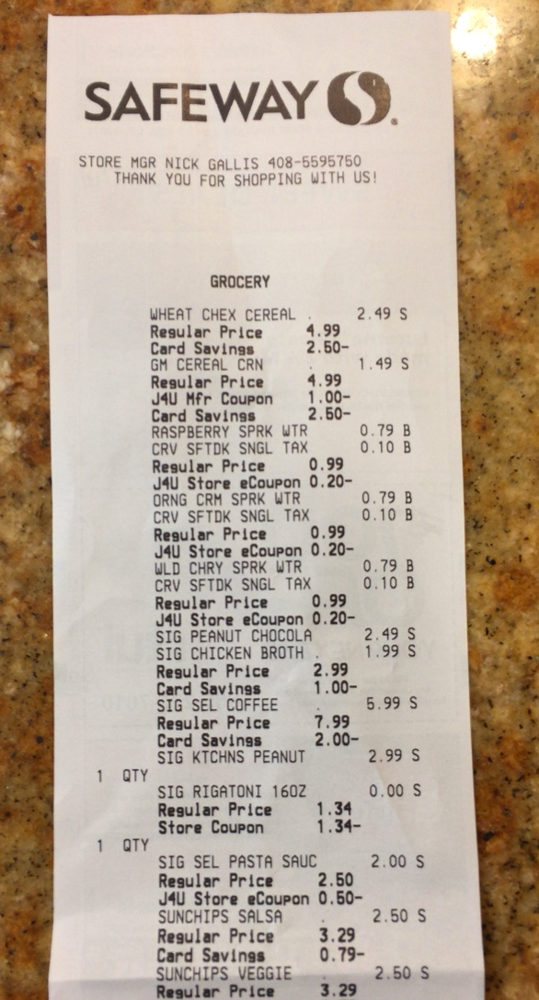 SAFEWAY
STORE MGR NICK GALLIS 408-5595750
THANK YOU FOR SHOPPING WITH US!
GROCERY
WHEAT CHEX CEREAL . 2.49 S
Regular Price 4.99
Card Savings 2.50-
GM CEREAL CRN . 1.49 S
Regular Price 4.99
J4U Mfr Coupon 1.00-
Card Savings 2.50-
RASPBERRY SPRK WTR 0.79 B
CRV SFTDK SNGL TAX 0.10 B
Regular Price 0.99
J4U Store eCoupon 0.20-
ORNG CRM SPRK WTR 0.79 B
CRV SFTDK SNGL TAX 0.10 B
Regular Price 0.99
J4U Store eCoupon 0.20-
WLD CHRY SPRK WTR 0.79 B
CRV SFTDK SNGL TAX 0.10 B
Regular Price 0.99
J4U Store eCoupon 0.20-
SIG PEANUT CHOCOLA 2.49 S
SIG CHICKEN BROTH . 1.99 S
Regular Price 2.99
Card Savings 1.00-
SIG SEL COFFEE . 5.99 S
Regular Price 7.99
Card Savings 2.00-
SIG KTCHNS PEANUT 2.99 S
1 QTY
SIG RIGATONI 16OZ 0.00 S
Regular Price 1.34
Store Coupon 1.34-
1 QTY
SIG SEL PASTA SAUC 2.00 S
Regular Price 2.50
J4U Store eCoupon 0.50-
SUNCHIPS SALSA . 2.50 S
Regular Price 3.29
Card Savings 0.79-
SUNCHIPS VEGGIE . 2.50 S
Regular Price 3.29